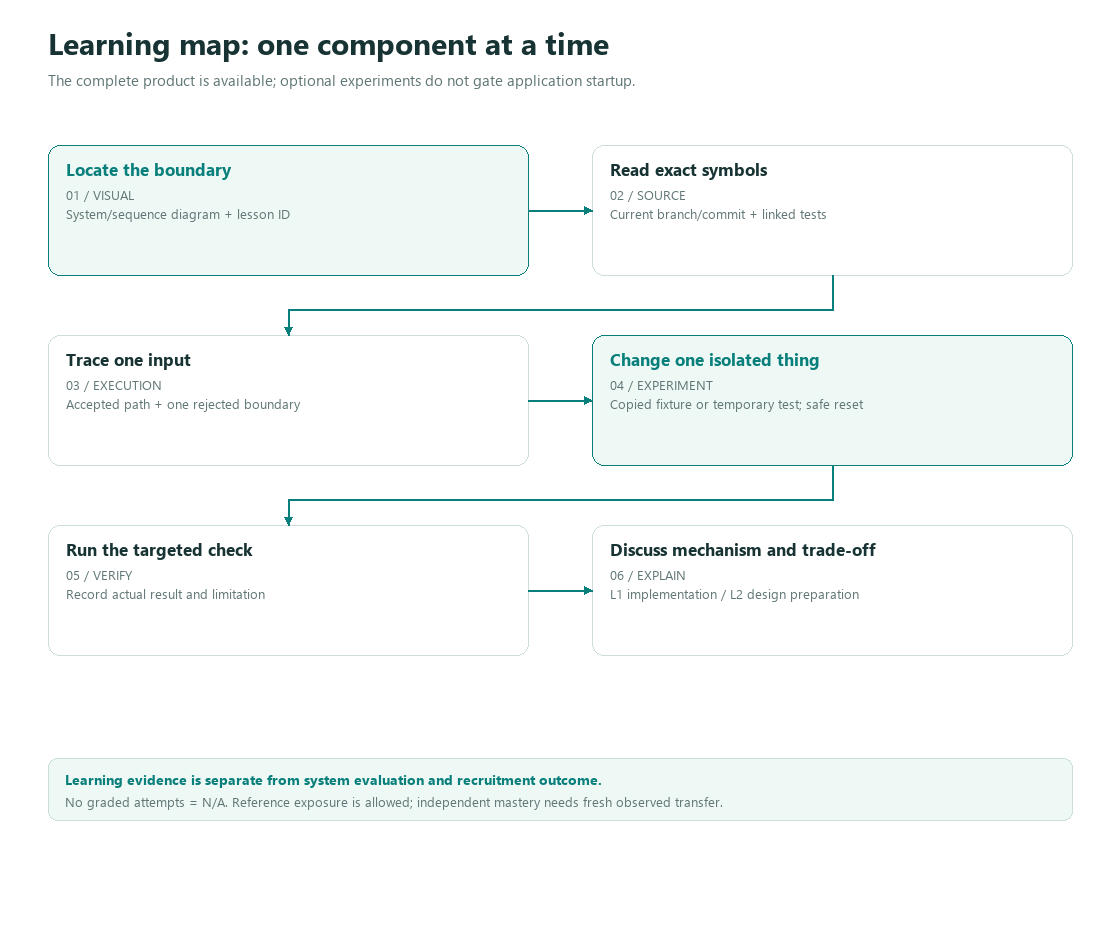 Learning map: one component at a time
The complete product is available; optional experiments do not gate application startup.
Locate the boundary
01 / VISUAL
System/sequence diagram + lesson ID
Read exact symbols
02 / SOURCE
Current branch/commit + linked tests
Trace one input
03 / EXECUTION
Accepted path + one rejected boundary
Change one isolated thing
04 / EXPERIMENT
Copied fixture or temporary test; safe reset
Run the targeted check
05 / VERIFY
Record actual result and limitation
Discuss mechanism and trade-off
06 / EXPLAIN
L1 implementation / L2 design preparation
Learning evidence is separate from system evaluation and recruitment outcome.
No graded attempts = N/A. Reference exposure is allowed; independent mastery needs fresh observed transfer.